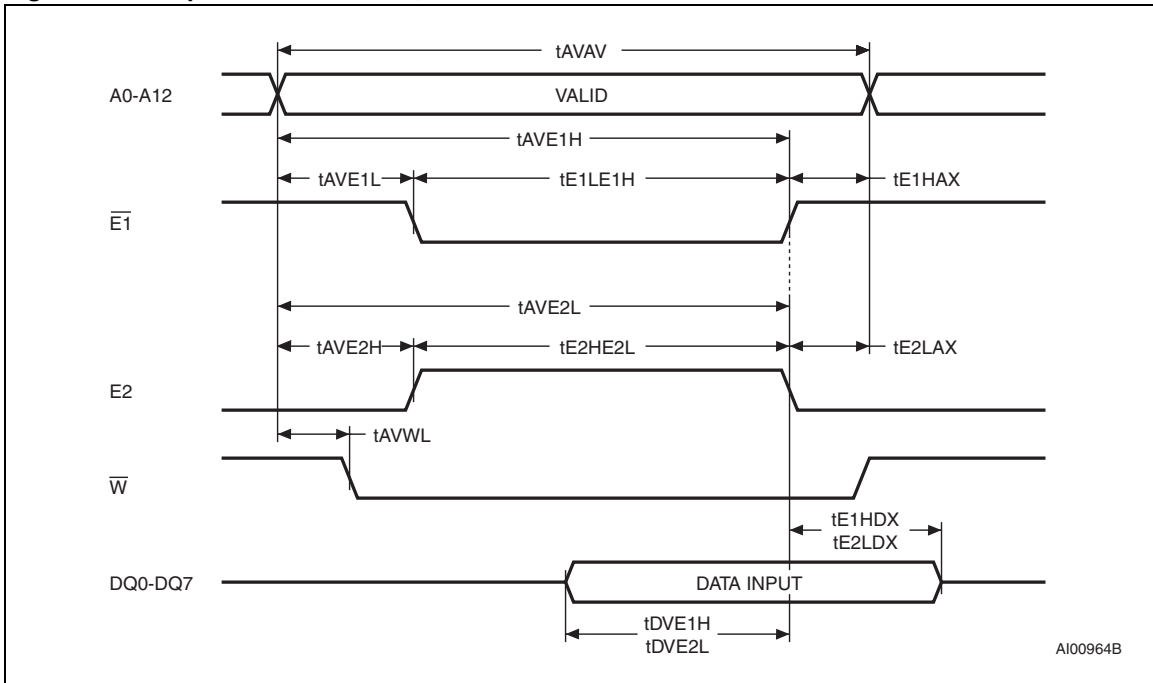 tAVAV
A0-A12
VALID
tAVE1H
tAVE1L
tE1LE1H
tE1HAX
E1
tAVE2L
tAVE2H
tE2HE2L
tE2LAX
E2
tAVWL
W
tE1HDX
tE2LDX
DQ0-DQ7
DATA INPUT
tDVE1H
tDVE2L
AI00964B